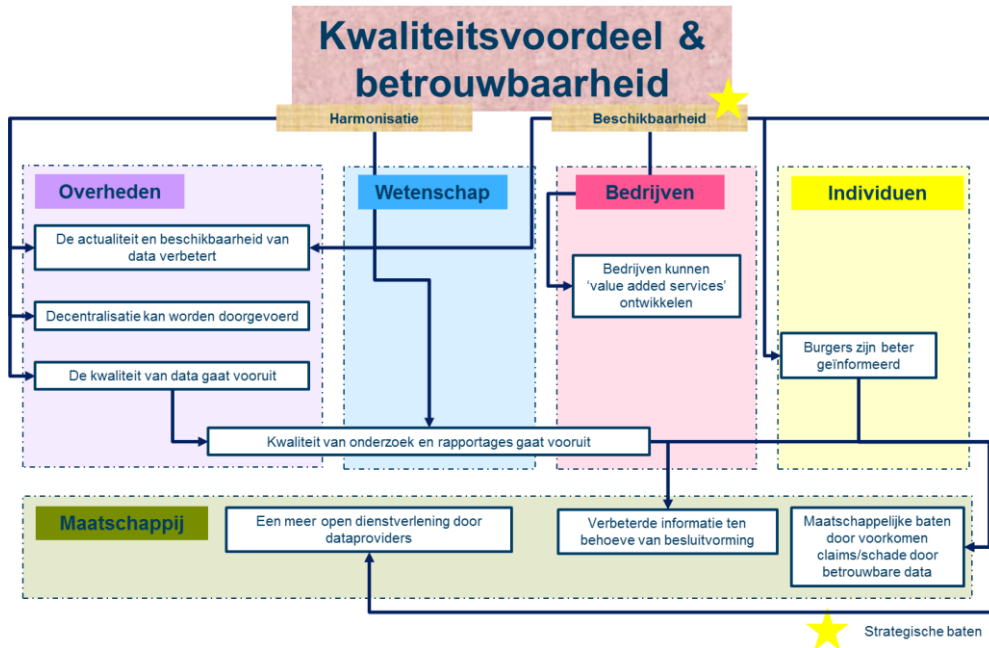 Kwaliteitsvoordeel &
betrouwbaarheid
Harmonisatie
Beschikbaarheid
Overheden
Wetenschap
Bedrijven
Individuen
De actualiteit en beschikbaarheid van
data verbetert
Bedrijven kunnen
‘value added services’
ontwikkelen
Decentralisatie kan worden doorgevoerd
Burgers zijn beter
geïnformeerd
De kwaliteit van data gaat vooruit
Kwaliteit van onderzoek en rapportages gaat vooruit
Maatschappij
Een meer open dienstverlening door
dataproviders
Verbeterde informatie ten
behoeve van besluitvorming
Maatschappelijke baten
door voorkomen
claims/schade door
betrouwbare data
Strategische baten